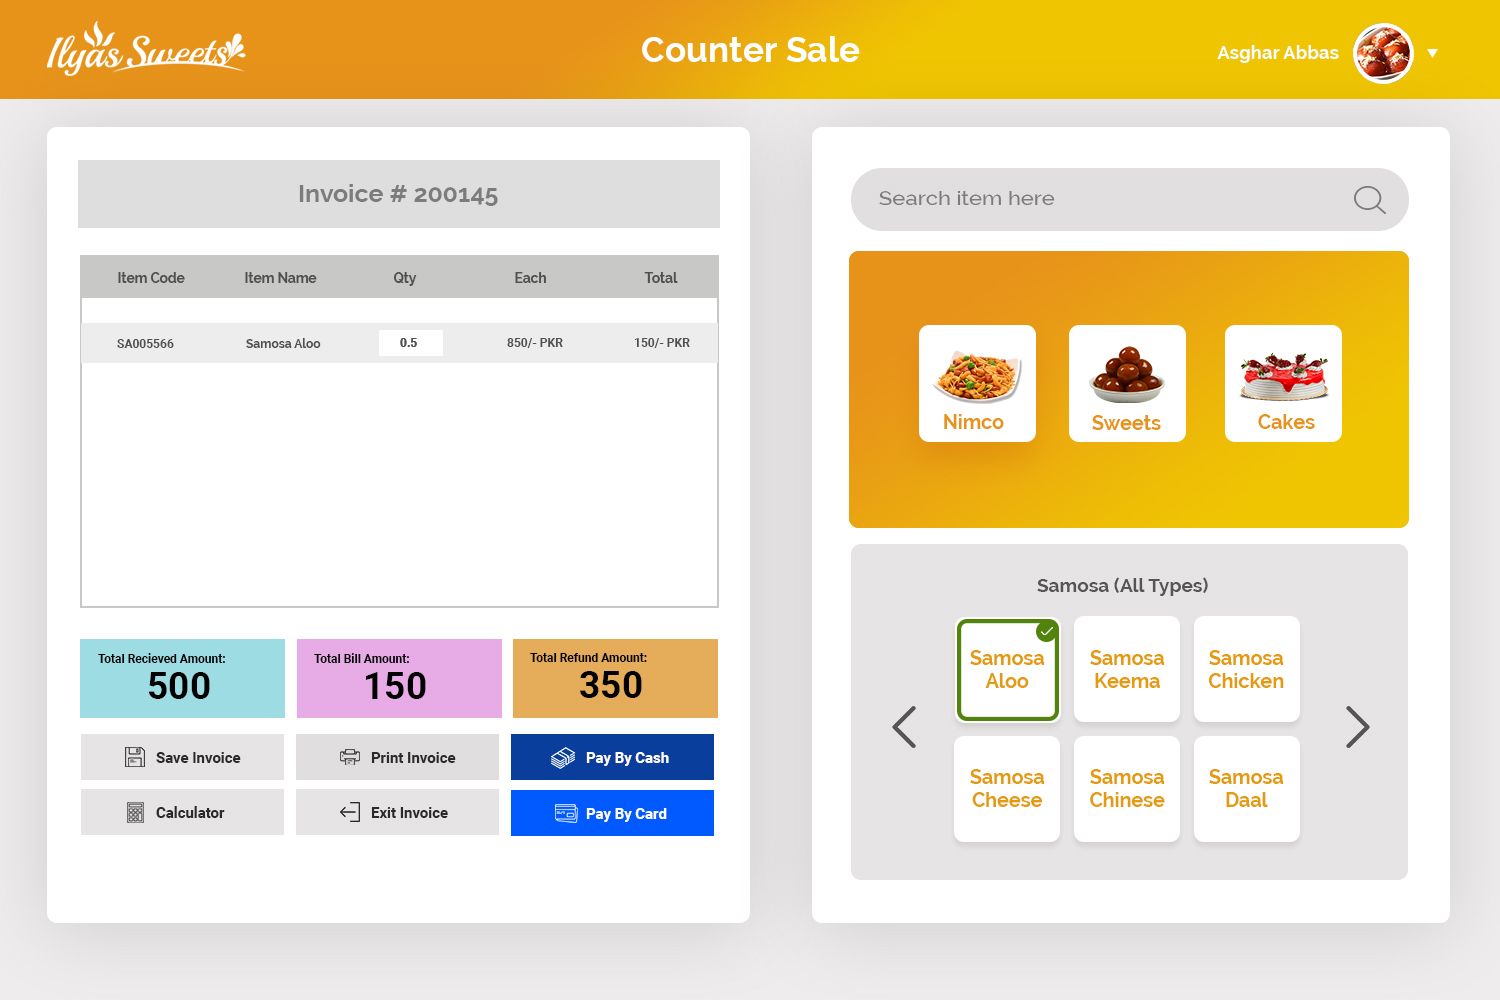 Ilyas Sweets
Counter Sale
Asghar Abbas
Invoice # 200145
Item Code Item Name Qty Each Total
SA005566 Samosa Aloo 0.5 850/- PKR 150/- PKR
Total Recieved Amount:
500
Total Bill Amount:
150
Total Refund Amount:
350
Save Invoice
Print Invoice
Pay By Cash
Calculator
Exit Invoice
Pay By Card
Search item here
Nimco
Sweets
Cakes
Samosa (All Types)
Samosa
Aloo
Samosa
Keema
Samosa
Chicken
Samosa
Cheese
Samosa
Chinese
Samosa
Daal